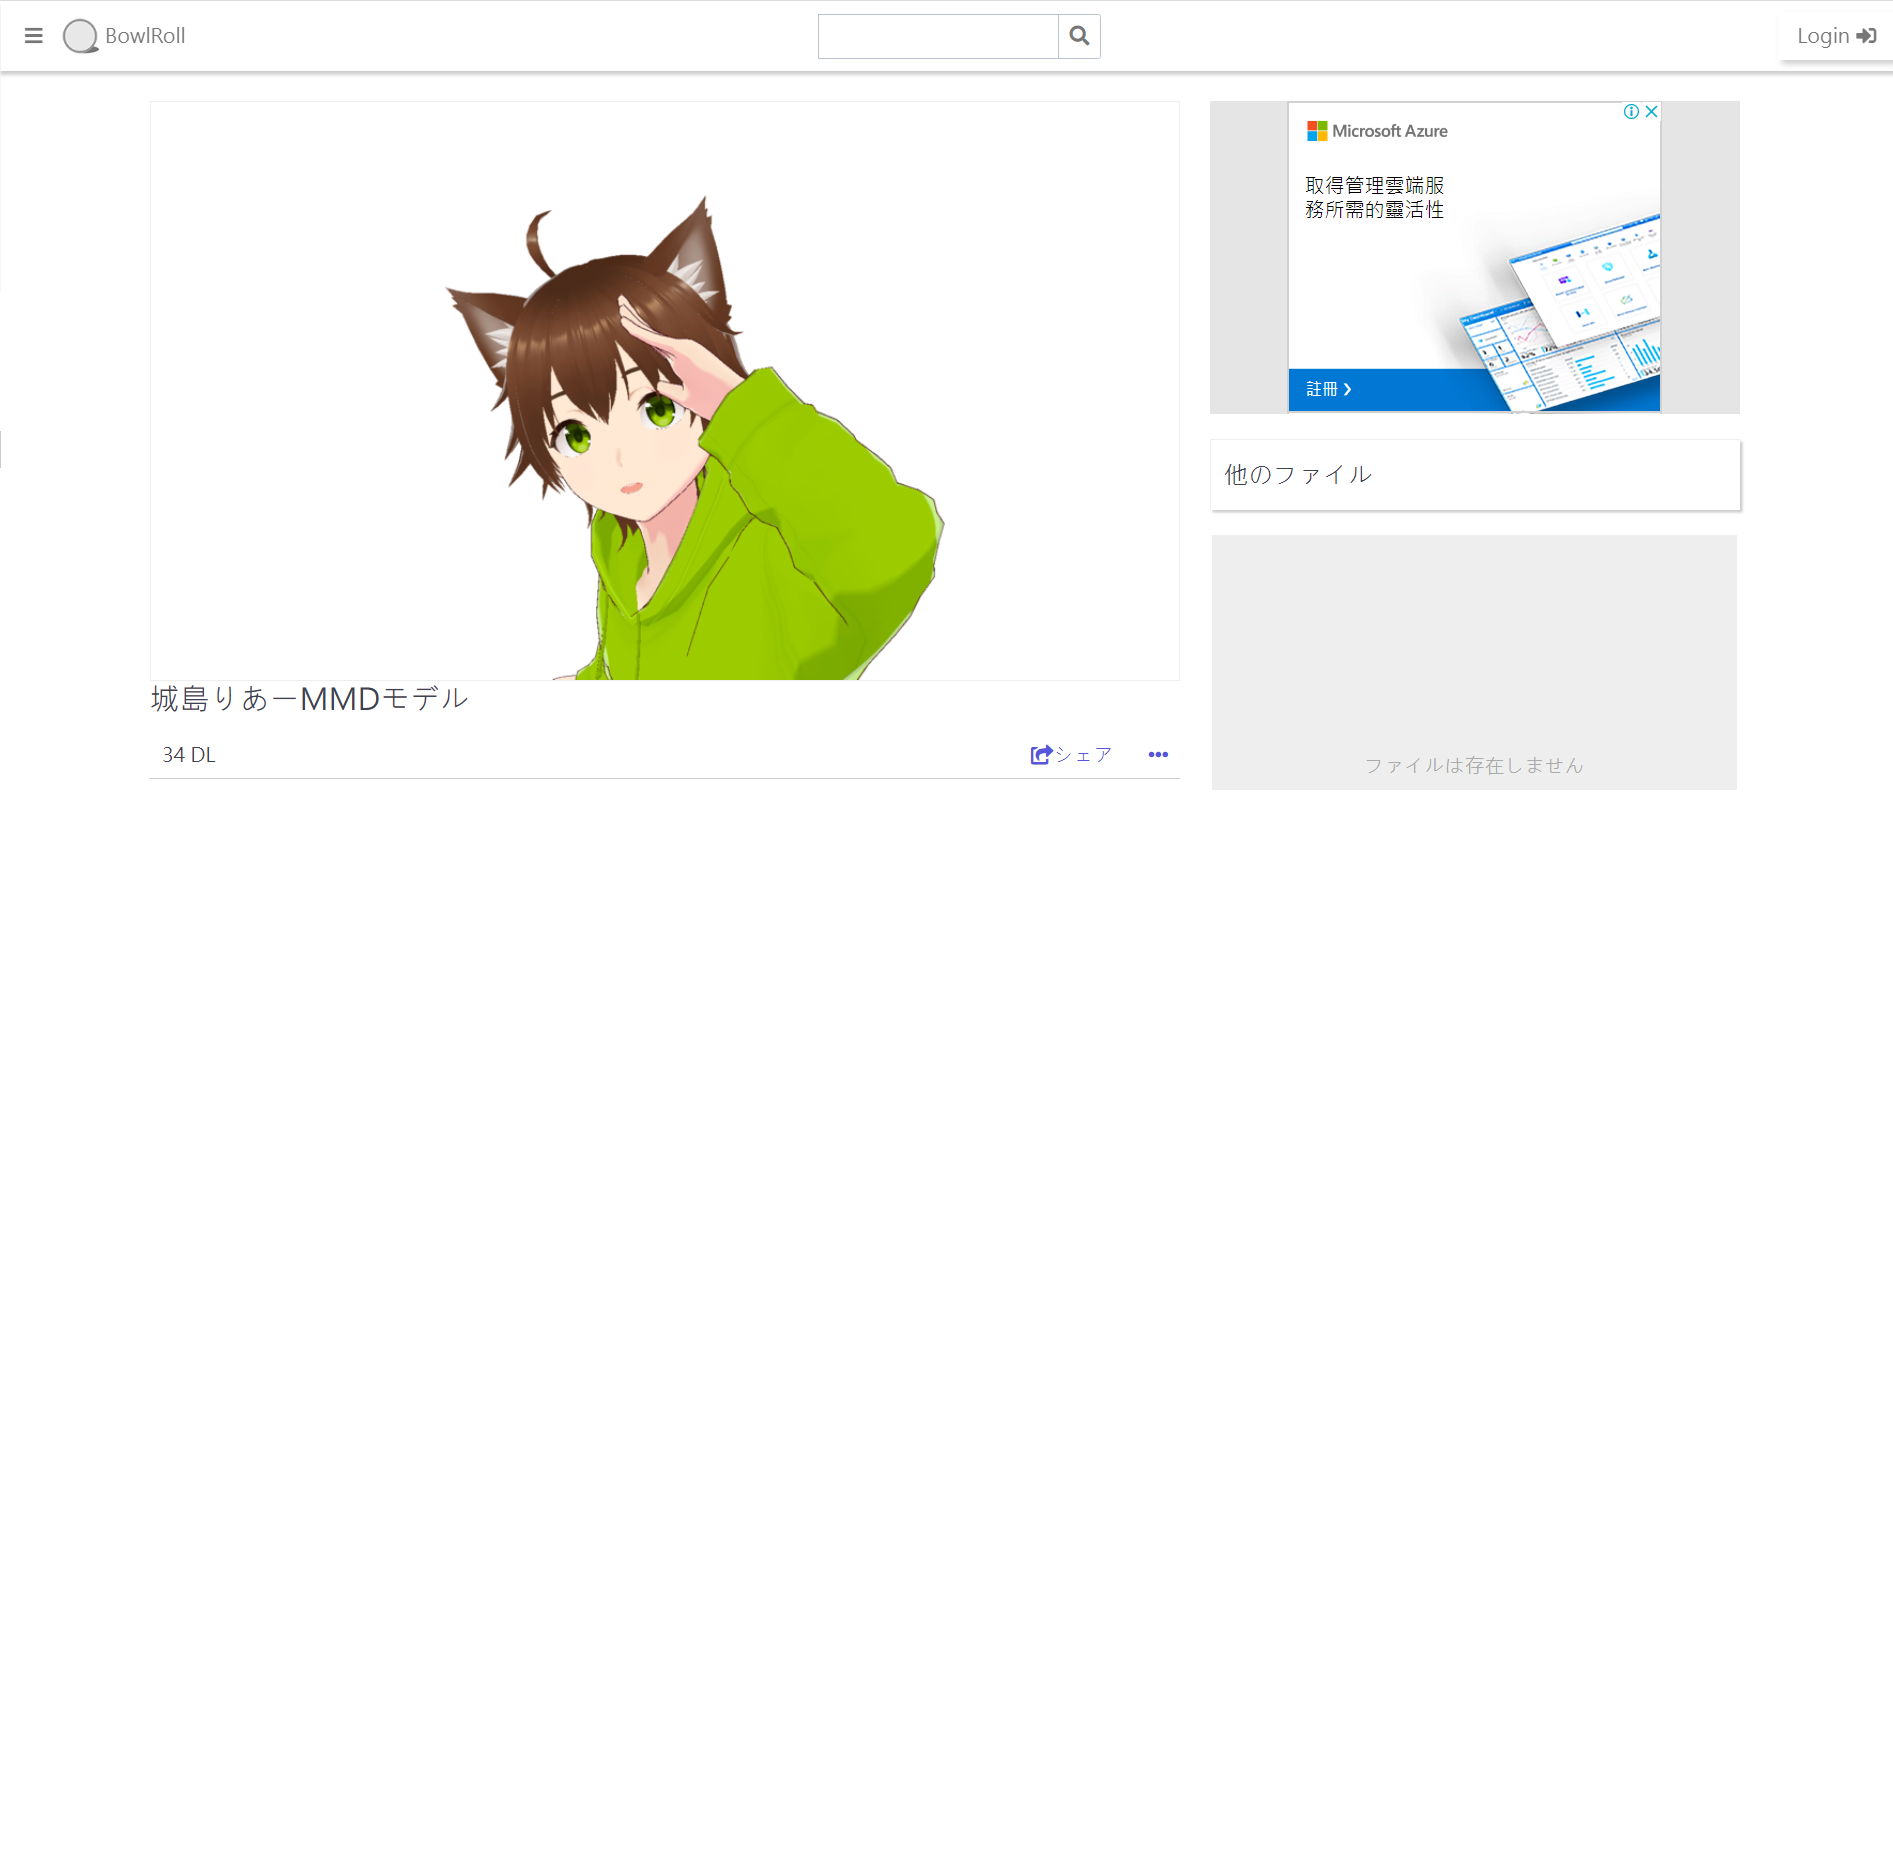 BowlRoll
Login
Microsoft Azure
取得管理雲端服
務所需的靈活性
註冊
他のファイル
城島りあーMMDモデル
34 DL
シェア
ファイルは存在しません